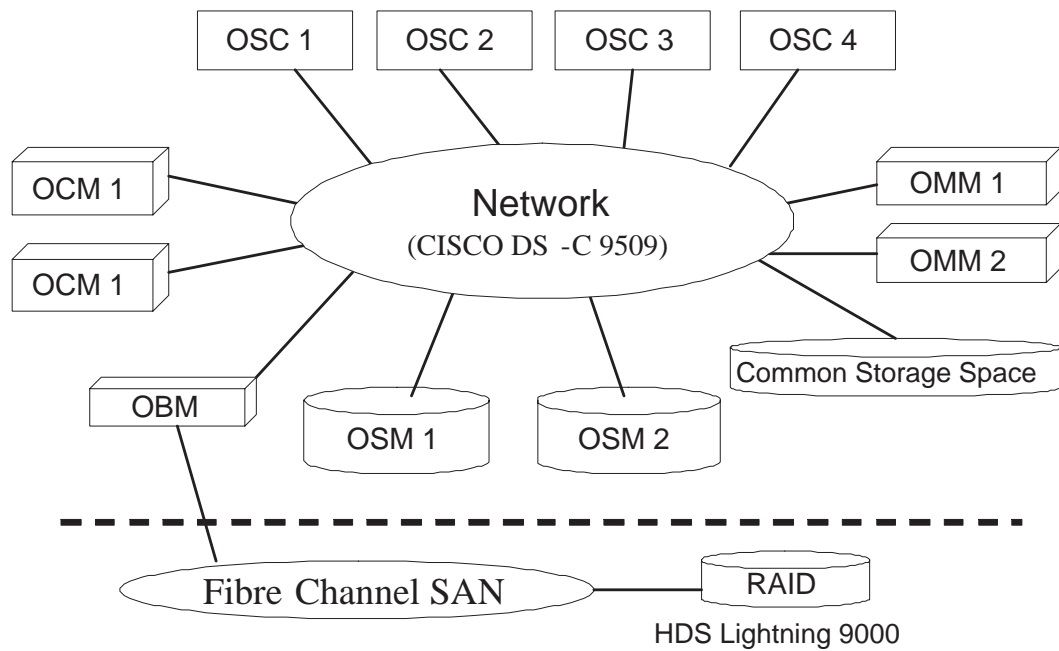 OSC 1
OSC 2
OSC 3
OSC 4
OCM 1
Network
(CISCO DS -C 9509)
OMM 1
OCM 1
OMM 2
Common Storage Space
OBM
OSM 1
OSM 2
Fibre Channel SAN
RAID
HDS Lightning 9000